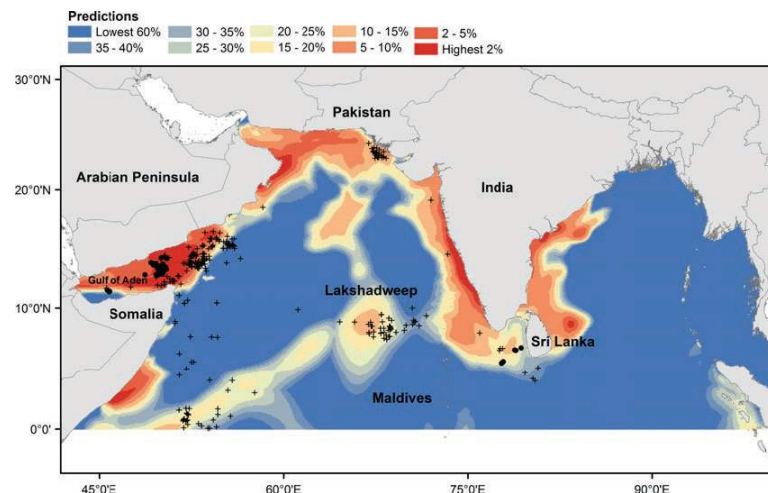 Predictions
Lowest 60% 30 - 35% 20 - 25% 10 - 15% 2 - 5%
35 - 40% 25 - 30% 15 - 20% 5 - 10% Highest 2%
30°0'N
Pakistan
Arabian Peninsula
India
20°0'N
Gulf of Aden
Lakshadweep
10°0'N
Somalia
Sri Lanka
Maldives
0°0'
45°0'E 60°0'E 75°0'E 90°0'E